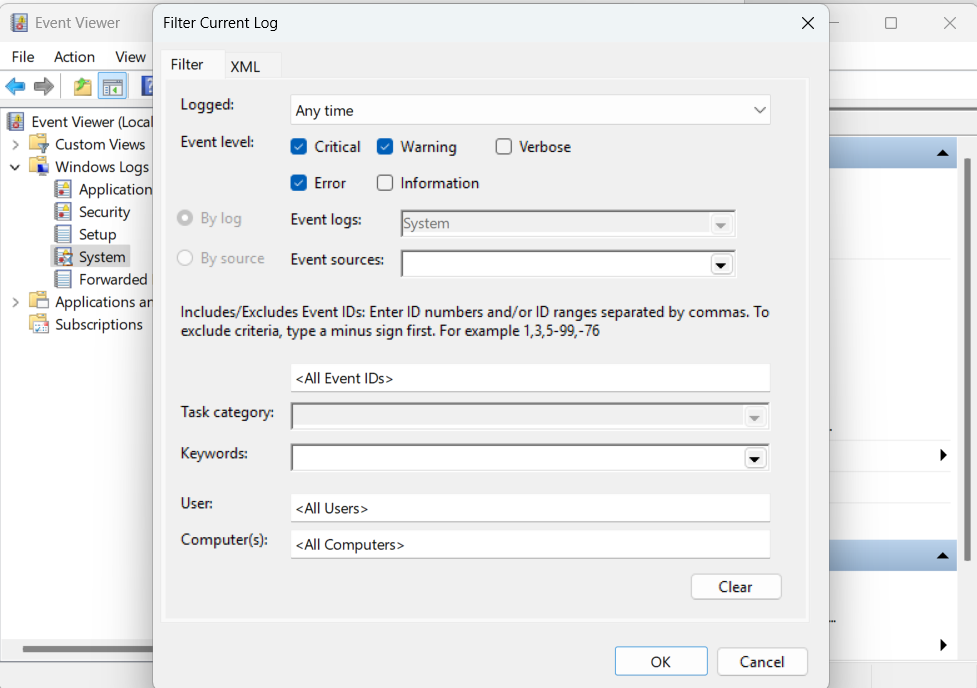 Event Viewer
Filter Current Log
File Action View
Filter XML
Logged: Any time
Event level: Critical Warning Verbose
Error Information
By log Event logs: System
By source Event sources:
Includes/Excludes Event IDs: Enter ID numbers and/or ID ranges separated by commas. To
exclude criteria, type a minus sign first. For example 1,3,5-99,-76
<All Event IDs>
Task category:
Keywords:
User: <All Users>
Computer(s): <All Computers>
Clear
OK Cancel
Event Viewer (Local
Custom Views
Windows Logs
Application
Security
Setup
System
Forwarded
Applications an
Subscriptions